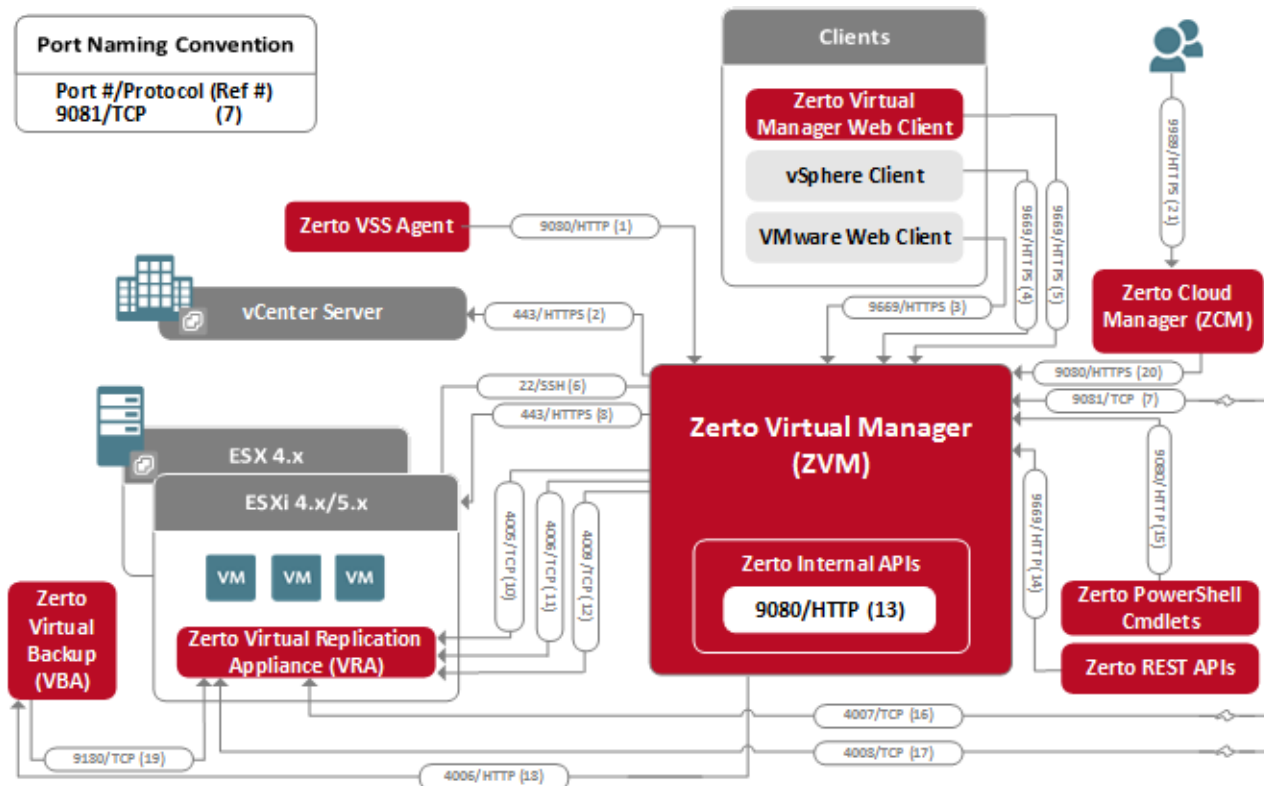 Port Naming Convention
Port #/Protocol (Ref #)
9081/TCP (7)
Clients
Zerto Virtual
Manager Web Client
vSphere Client
VMware Web Client
9989/HTTPS (21)
Zerto VSS Agent
9080/HTTP (1)
9669/HTTPS (4)
9669/HTTPS (5)
vCenter Server
443/HTTPS (2)
9669/HTTPS (3)
Zerto Cloud
Manager (ZCM)
22/SSH (6)
443/HTTPS (8)
9080/HTTPS (20)
9081/TCP (7)
ESX 4.x
ESXi 4.x/5.x
Zerto Virtual Manager
(ZVM)
4005/TCP (10)
4006/TCP (11)
4009/TCP (12)
9669/HTTP (14)
9080/HTTP (15)
VM
VM
VM
Zerto Internal APIs
9080/HTTP (13)
Zerto
Virtual
Backup
(VBA)
Zerto Virtual Replication
Appliance (VRA)
Zerto PowerShell
Cmdlets
Zerto REST APIs
4007/TCP (16)
9180/TCP (19)
4008/TCP (17)
4006/HTTP (18)